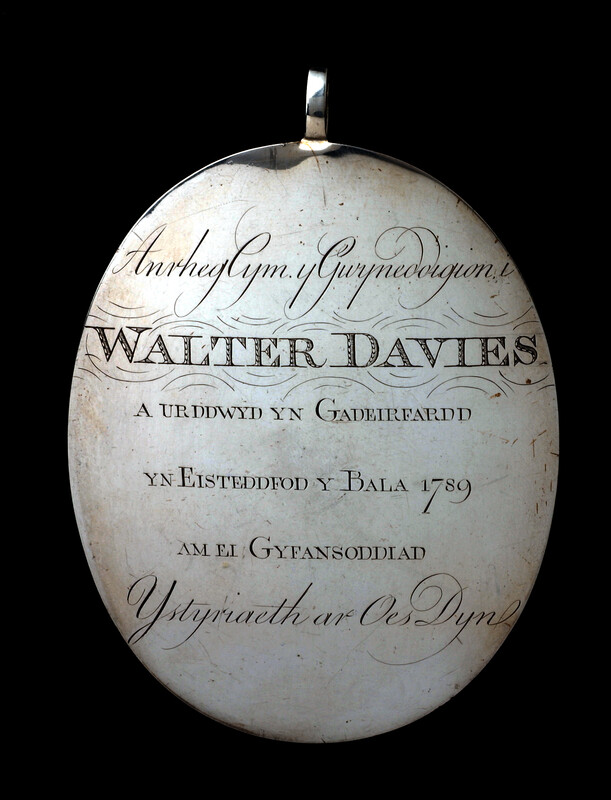 Anrheg Cym. y Gwyneddigion i
WALTER DAVIES
A URDDWYD YN GADEIRFARDD
YN EISTEDDFOD Y BALA 1789
AM EI GYFANSODDIAD
Ystyriaeth ar Oes Dyn